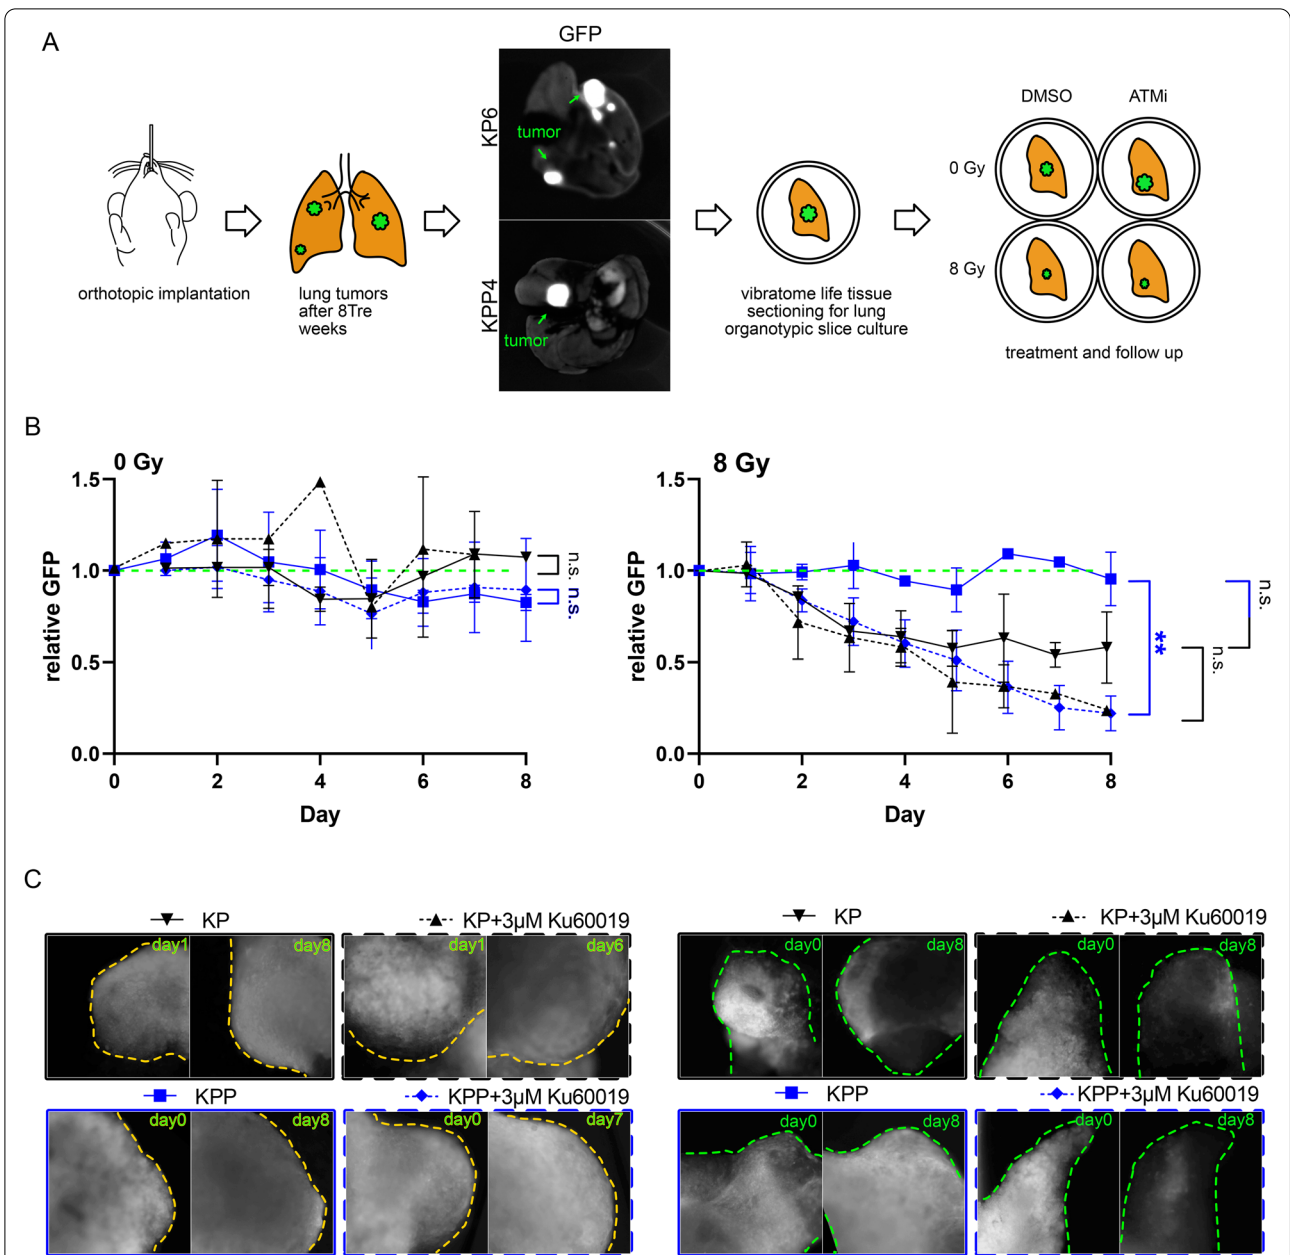 A
GFP
KP6
tumor
KPP4
tumor
orthotopic implantation
lung tumors
after 8Tre
weeks
vibratome life tissue
sectioning for lung
organotypic slice culture
DMSO
ATMi
0 Gy
8 Gy
treatment and follow up
B
0 Gy
relative GFP
1.5
1.0
0.5
0.0
0
2
4
6
8
Day
n.s.
n.s.
8 Gy
relative GFP
1.5
1.0
0.5
0.0
0
2
4
6
8
Day
**
n.s.
n.s.
C
KP
day1
day8
KP+3µM Ku60019
day1
day6
KP
day0
day8
KP+3µM Ku60019
day0
day8
KPP
day0
day8
KPP+3µM Ku60019
day0
day7
KPP
day0
day8
KPP+3µM Ku60019
day0
day8